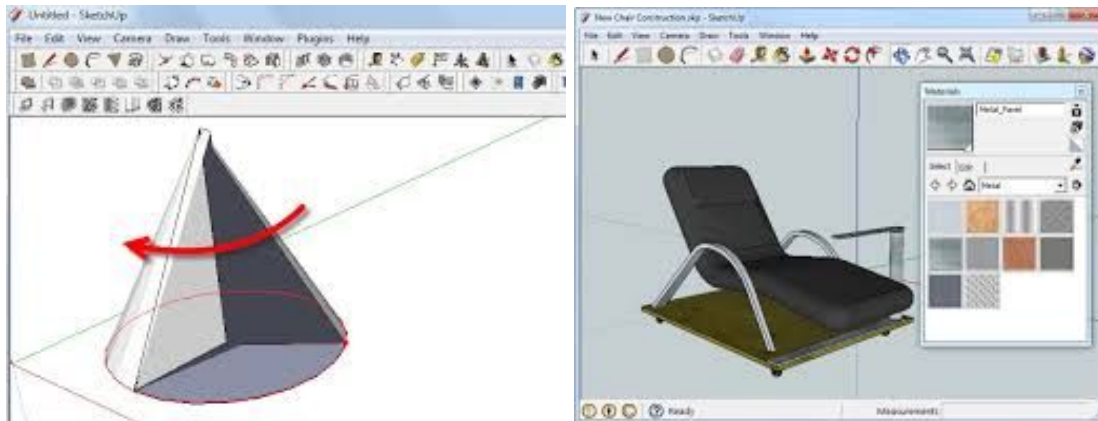 Untitled - SketchUp
File Edit View Camera Draw Tools Window Plugins Help
New Chair Construction.skp - SketchUp
File Edit View Camera Draw Tools Window Help
Materials
Metal_Panel
Select Edit
Metal
Ready
Measurements